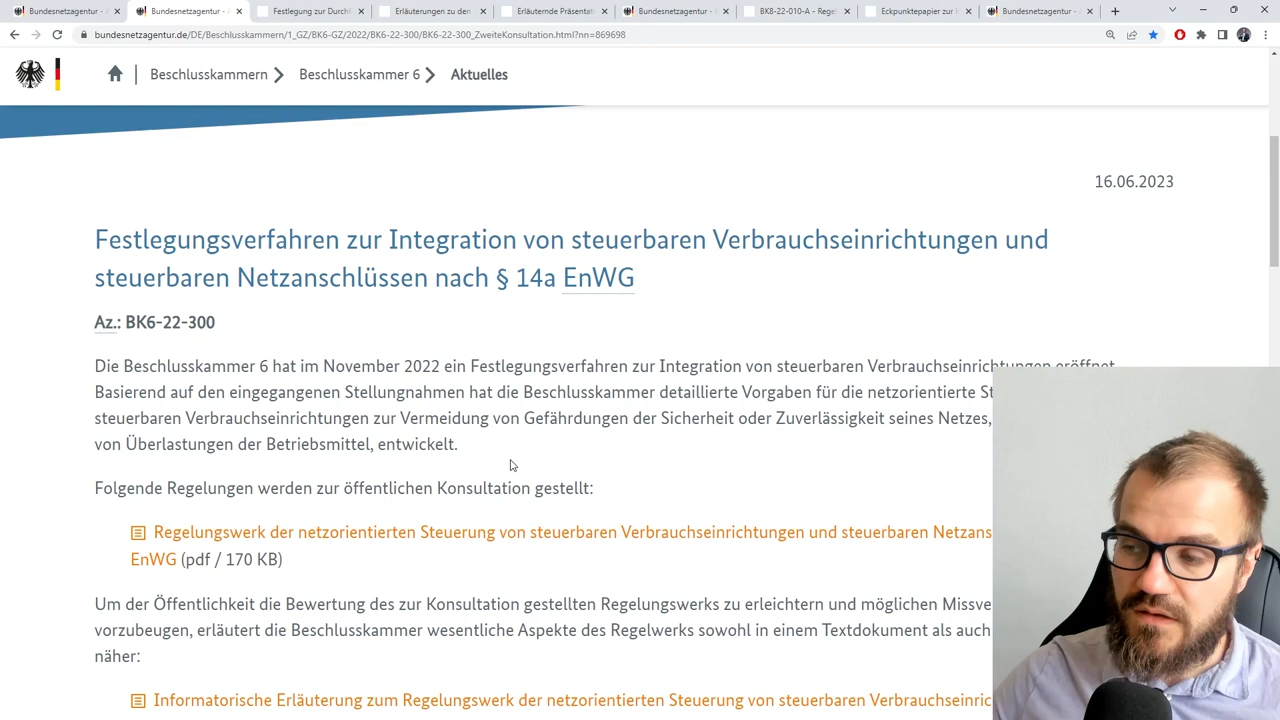 Bundesnetzagentur -
Bundesnetzagentur - A
Festlegung zur Durchf
Erläuterungen zu den
Erläuternde Präsentati
Bundesnetzagentur -
BK8-22-010-A - Rege
Eckpunktepapier zur
Bundesnetzagentur -
bundesnetzagentur.de/DE/Beschlusskammern/1_GZ/BK6-GZ/2022/BK6-22-300/BK6-22-300_ZweiteKonsultation.html?nn=869698
Beschlusskammern
Beschlusskammer 6
Aktuelles
16.06.2023
Festlegungsverfahren zur Integration von steuerbaren Verbrauchseinrichtungen und
steuerbaren Netzanschlüssen nach § 14a EnWG
Az.: BK6-22-300
Die Beschlusskammer 6 hat im November 2022 ein Festlegungsverfahren zur Integration von steuerbaren Verbrauchseinrichtungen eröffnet.
Basierend auf den eingegangenen Stellungnahmen hat die Beschlusskammer detaillierte Vorgaben für die netzorientierte St
steuerbaren Verbrauchseinrichtungen zur Vermeidung von Gefährdungen der Sicherheit oder Zuverlässigkeit seines Netzes,
von Überlastungen der Betriebsmittel, entwickelt.
Folgende Regelungen werden zur öffentlichen Konsultation gestellt:
Regelungswerk der netzorientierten Steuerung von steuerbaren Verbrauchseinrichtungen und steuerbaren Netzans
EnWG (pdf / 170 KB)
Um der Öffentlichkeit die Bewertung des zur Konsultation gestellten Regelungswerks zu erleichtern und möglichen Missve
vorzubeugen, erläutert die Beschlusskammer wesentliche Aspekte des Regelwerks sowohl in einem Textdokument als auch
näher:
Informatorische Erläuterung zum Regelungswerk der netzorientierten Steuerung von steuerbaren Verbrauchseinric